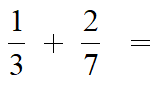 1/3 + 2/7 =